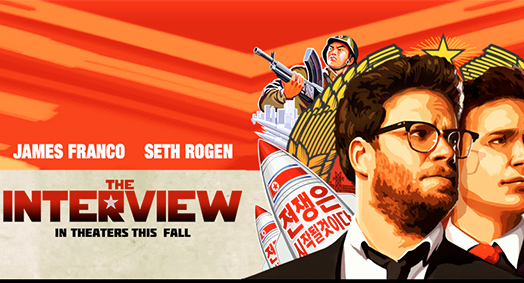 JAMES FRANCO SETH ROGEN
THE
INTERVIEW
IN THEATERS THIS FALL
전쟁은
시작될것이다